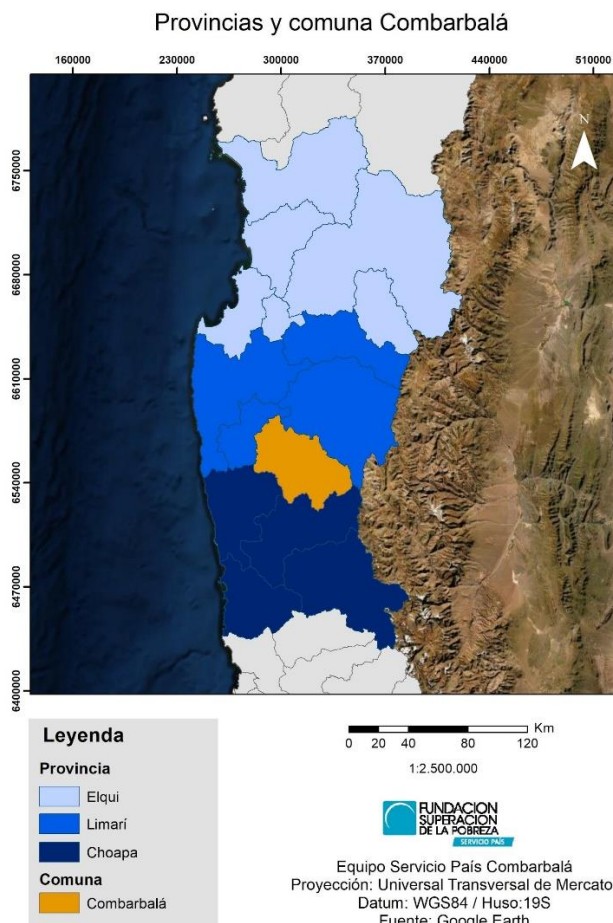 Provincias y comuna Combarbalá
160000 230000 300000 370000 440000 510000
N
6750000
6680000
6610000
6540000
6470000
6400000
Leyenda
Provincia
Elqui
Limarí
Choapa
Comuna
Combarbalá
Km
0 20 40 80 120
1:2.500.000
FUNDACION
SUPERACION
DE LA POBREZA
SERVICIO PAÍS
Equipo Servicio País Combarbalá
Proyección: Universal Transversal de Mercator
Datum: WGS84 / Huso:19S
Fuente: Google Earth